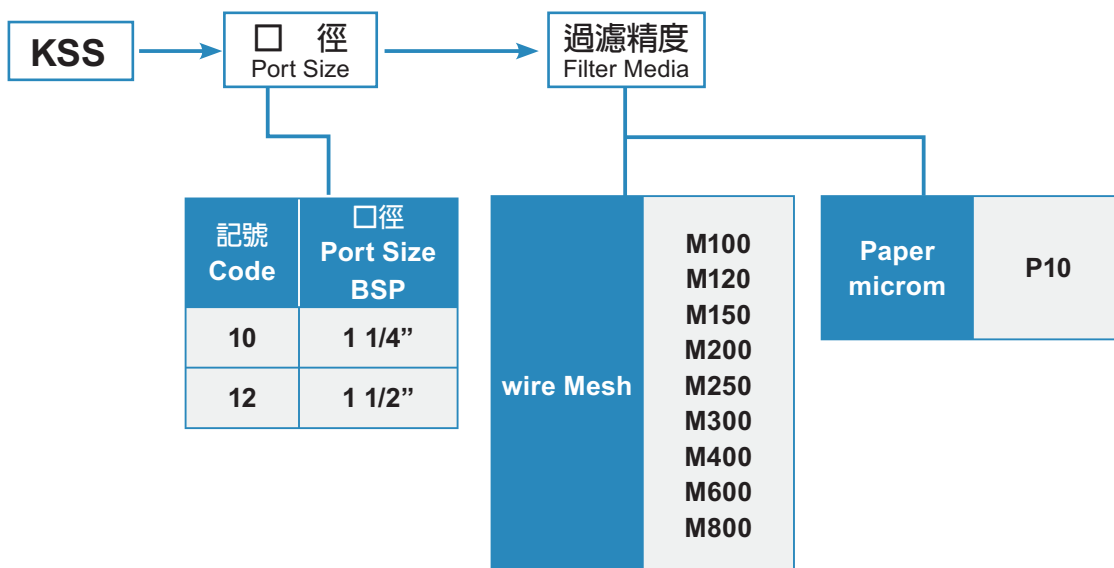 KSS
口 徑
Port Size
過濾精度
Filter Media
記號
Code
口徑
Port Size
BSP
10
1 1/4”
12
1 1/2”
wire Mesh
M100
M120
M150
M200
M250
M300
M400
M600
M800
Paper
microm
P10